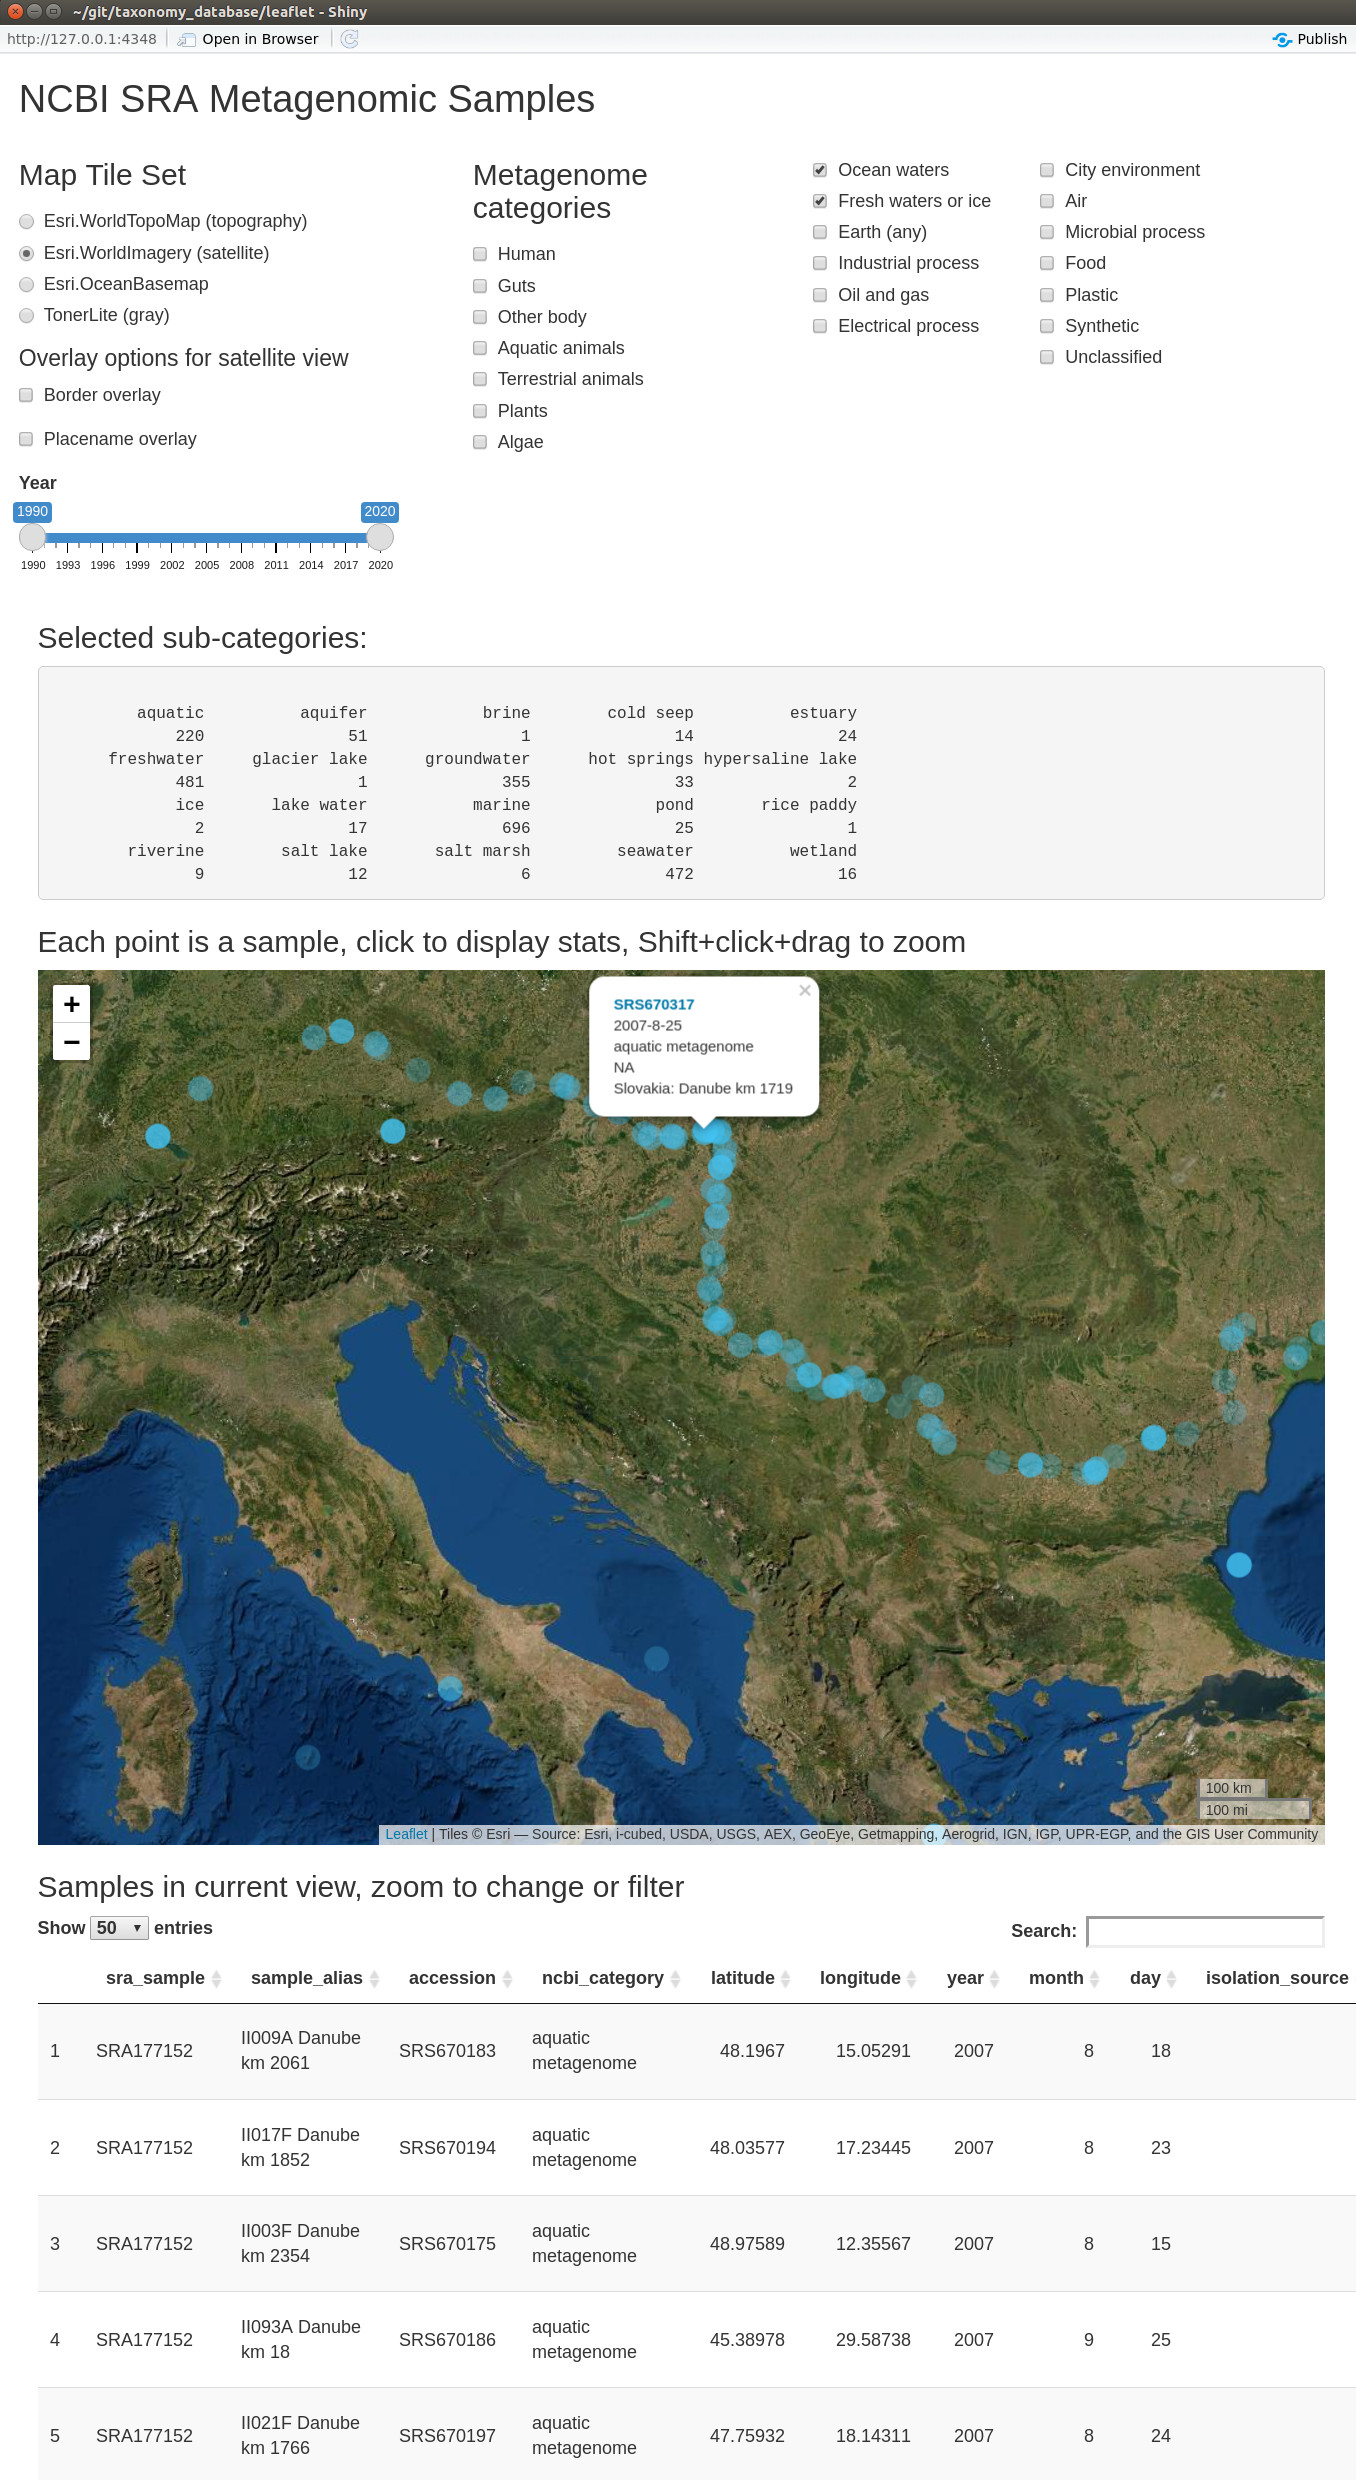 ~/git/taxonomy_database/leaflet - Shiny
http://127.0.0.1:4348 Open in Browser Publish
NCBI SRA Metagenomic Samples
Map Tile Set
Esri.WorldTopoMap (topography)
Esri.WorldImagery (satellite)
Esri.OceanBasemap
TonerLite (gray)
Overlay options for satellite view
Border overlay
Placename overlay
Year
1990 2020
1990 1993 1996 1999 2002 2005 2008 2011 2014 2017 2020
Metagenome
categories
Human
Guts
Other body
Aquatic animals
Terrestrial animals
Plants
Algae
Ocean waters
Fresh waters or ice
Earth (any)
Industrial process
Oil and gas
Electrical process
City environment
Air
Microbial process
Food
Plastic
Synthetic
Unclassified
Selected sub-categories:
aquatic aquifer brine cold seep estuary
220 51 1 14 24
freshwater glacier lake groundwater hot springs hypersaline lake
481 1 355 33 2
ice lake water marine pond rice paddy
2 17 696 25 1
riverine salt lake salt marsh seawater wetland
9 12 6 472 16
Each point is a sample, click to display stats, Shift+click+drag to zoom
+
−
SRS670317 ×
2007-8-25
aquatic metagenome
NA
Slovakia: Danube km 1719
100 km
100 mi
Leaflet | Tiles © Esri — Source: Esri, i-cubed, USDA, USGS, AEX, GeoEye, Getmapping, Aerogrid, IGN, IGP, UPR-EGP, and the GIS User Community
Samples in current view, zoom to change or filter
Show 50 entries Search:
sra_sample sample_alias accession ncbi_category latitude longitude year month day isolation_source
1 SRA177152 II009A Danube km 2061 SRS670183 aquatic metagenome 48.1967 15.05291 2007 8 18
2 SRA177152 II017F Danube km 1852 SRS670194 aquatic metagenome 48.03577 17.23445 2007 8 23
3 SRA177152 II003F Danube km 2354 SRS670175 aquatic metagenome 48.97589 12.35567 2007 8 15
4 SRA177152 II093A Danube km 18 SRS670186 aquatic metagenome 45.38978 29.58738 2007 9 25
5 SRA177152 II021F Danube km 1766 SRS670197 aquatic metagenome 47.75932 18.14311 2007 8 24